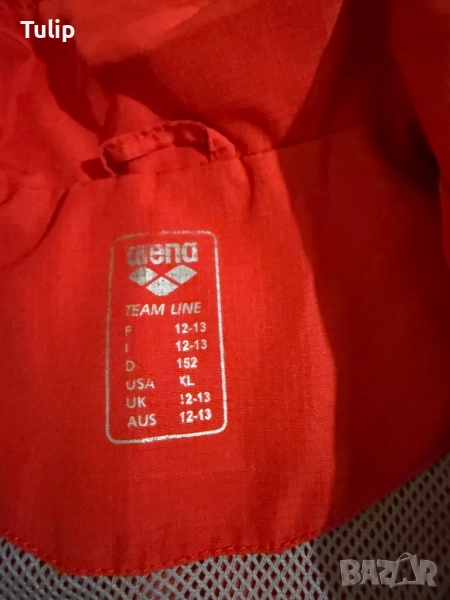 Tulip
arena
TEAM LINE
F 12-13
I 12-13
D 152
USA XL
UK 12-13
AUS 12-13
BAZAR